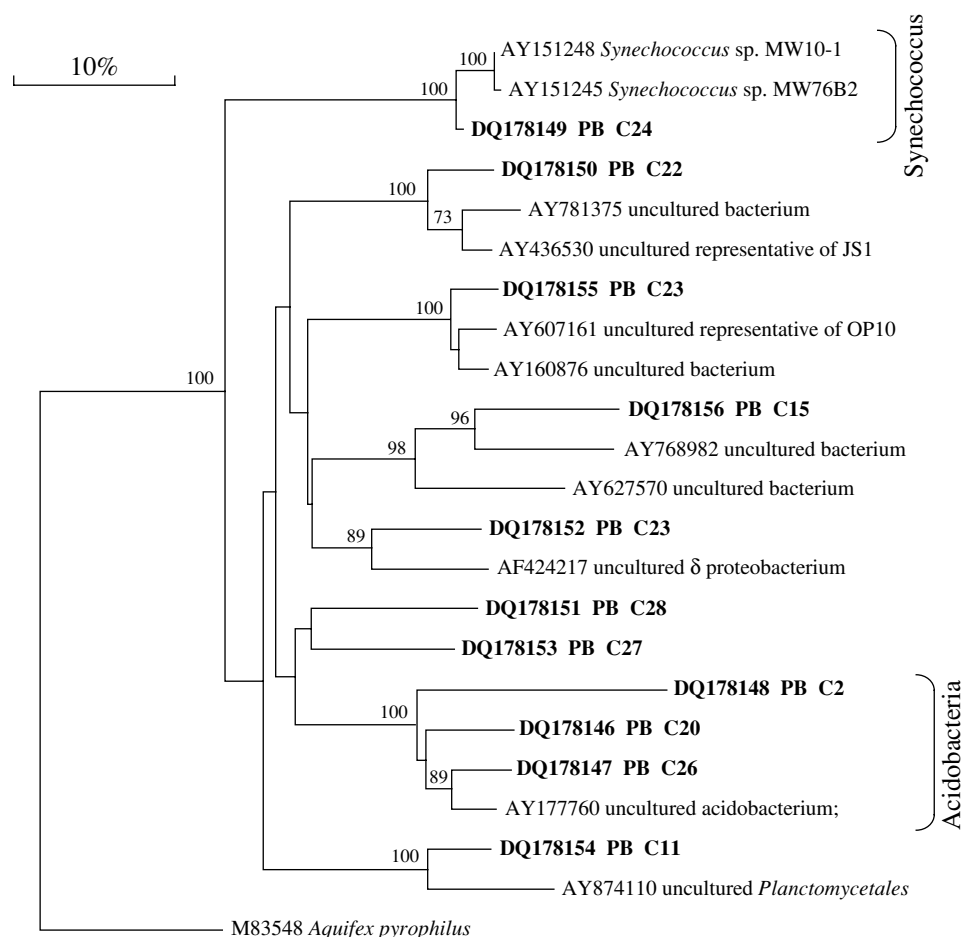 100
AY151248 Synechococcus sp. MW10-1
10%
AY151245 Synechococcus sp. MW76B2
100
DQ178149 PB C24
Synechococcus
DQ178150 PB C22
100
AY781375 uncultured bacterium
73
AY436530 uncultured representative of JS1
DQ178155 PB C23
100
AY607161 uncultured representative of OP10
AY160876 uncultured bacterium
100
DQ178156 PB C15
96
AY768982 uncultured bacterium
98
AY627570 uncultured bacterium
DQ178152 PB C23
89
AF424217 uncultured δ proteobacterium
DQ178151 PB C28
DQ178153 PB C27
DQ178148 PB C2
100
DQ178146 PB C20
DQ178147 PB C26
89
AY177760 uncultured acidobacterium;
Acidobacteria
DQ178154 PB C11
100
AY874110 uncultured Planctomycetales
M83548 Aquifex pyrophilus